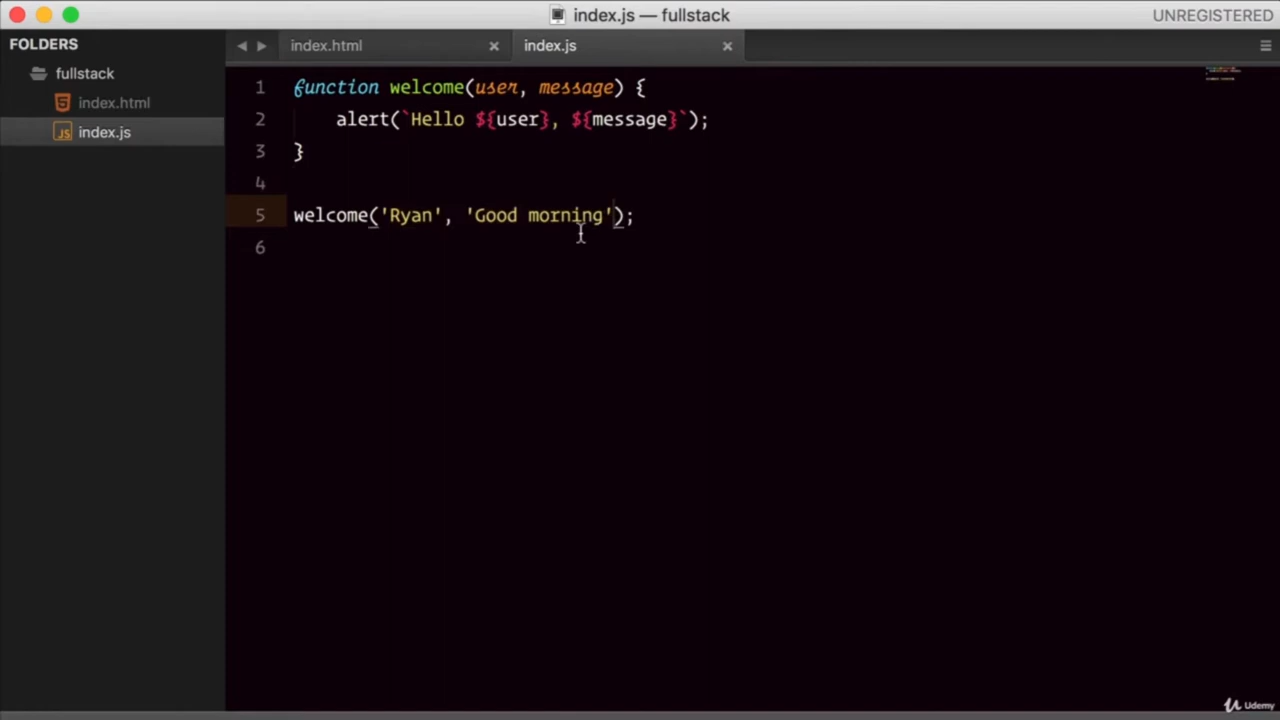 index.js — fullstack
UNREGISTERED
FOLDERS
fullstack
index.html
index.js
index.html
index.js
1 function welcome(user, message) {
2     alert(`Hello ${user}, ${message}`);
3 }
4
5 welcome('Ryan', 'Good morning');
6
Udemy